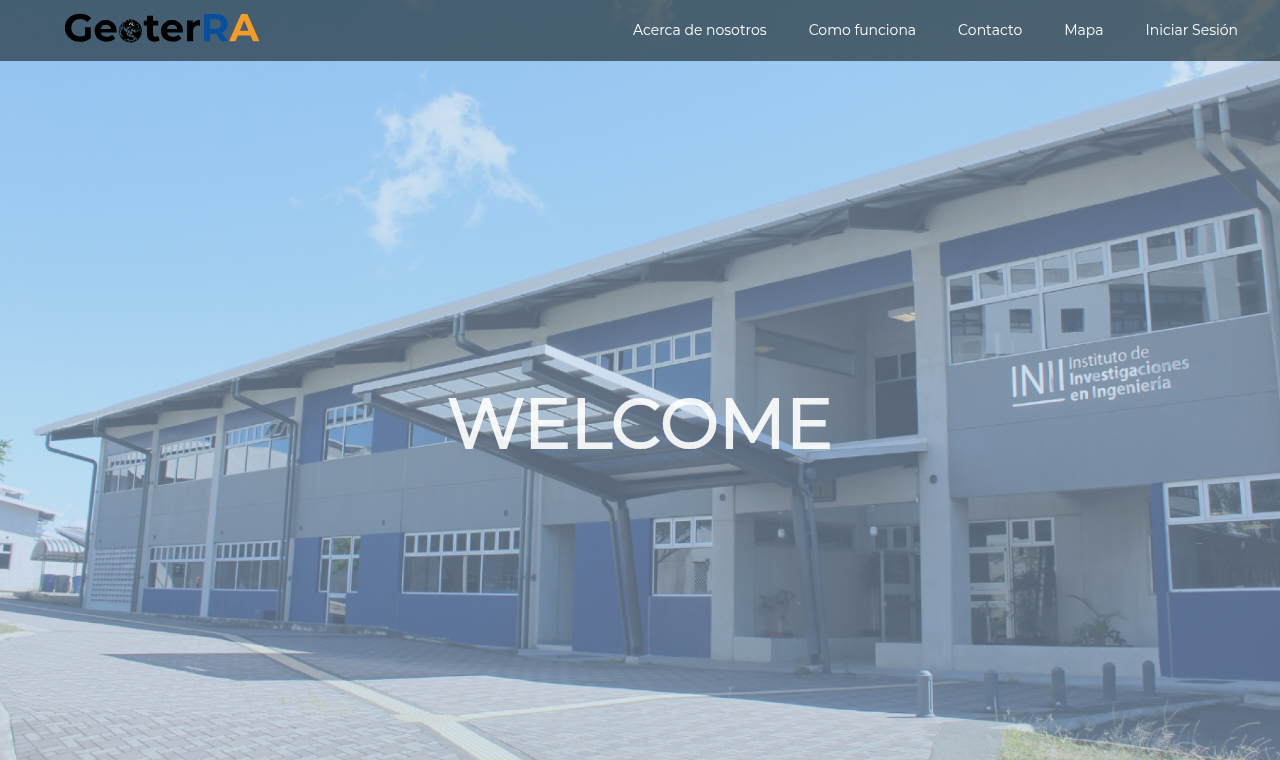 GeoterRA
Acerca de nosotros
Como funciona
Contacto
Mapa
Iniciar Sesión
INII Instituto de
Investigaciones
en Ingeniería
WELCOME